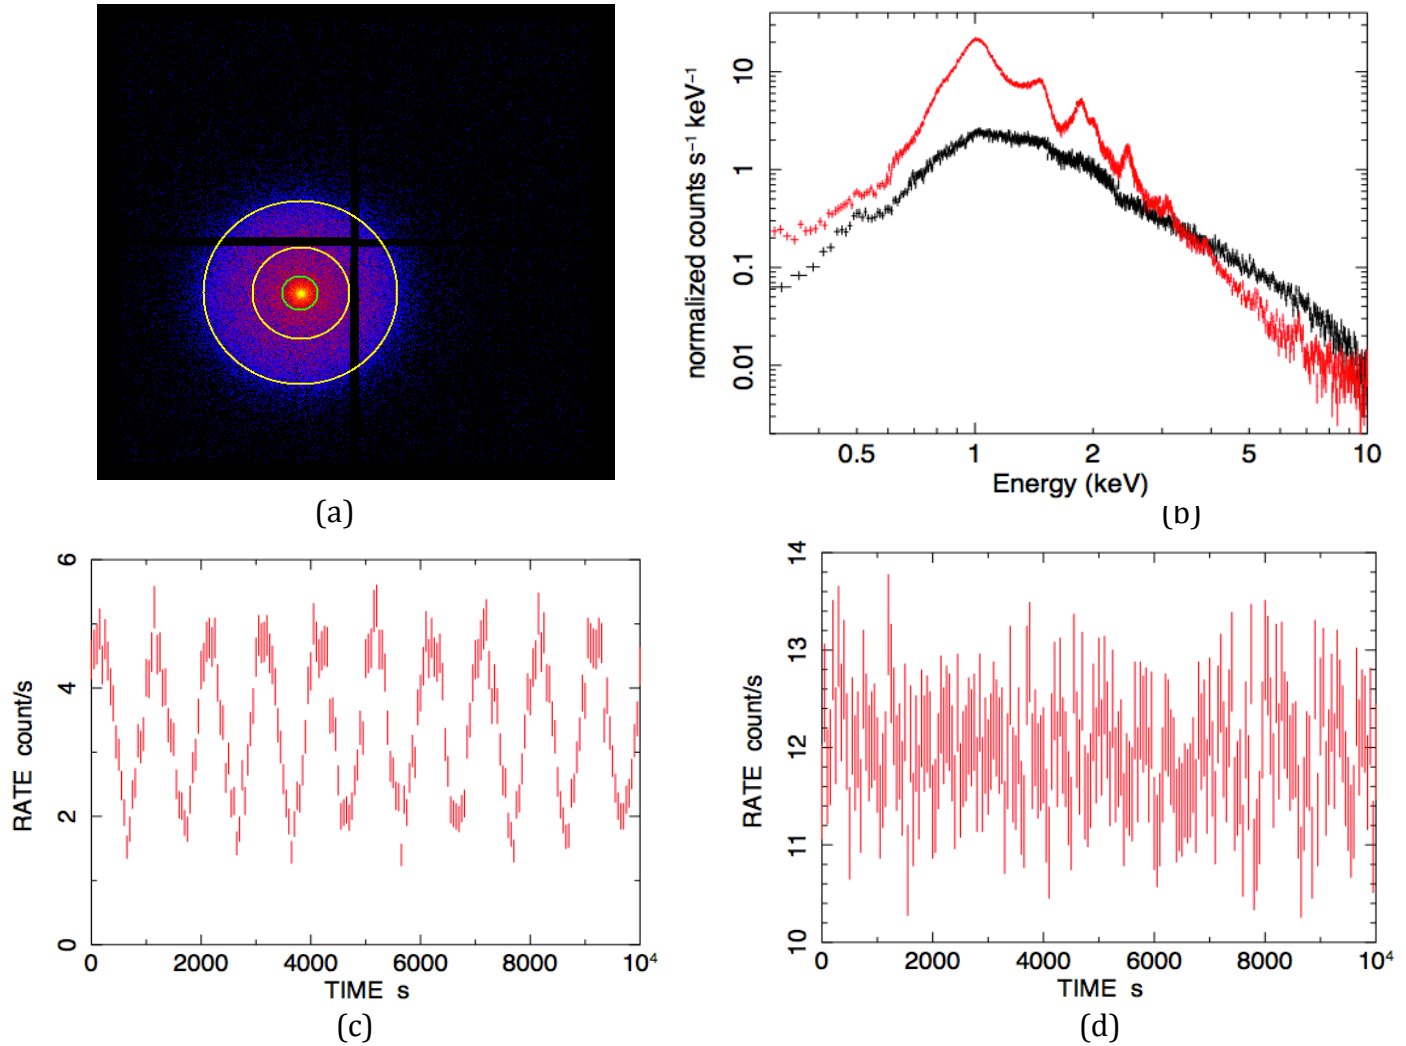 10
1
0.1
0.01
normalized counts s⁻¹ keV⁻¹
0.5 1 2 5 10
Energy (keV)
(a)
(b)
6
4
2
0
RATE count/s
0 2000 4000 6000 8000 10⁴
TIME s
(c)
14
13
12
11
10
RATE count/s
0 2000 4000 6000 8000 10⁴
TIME s
(d)